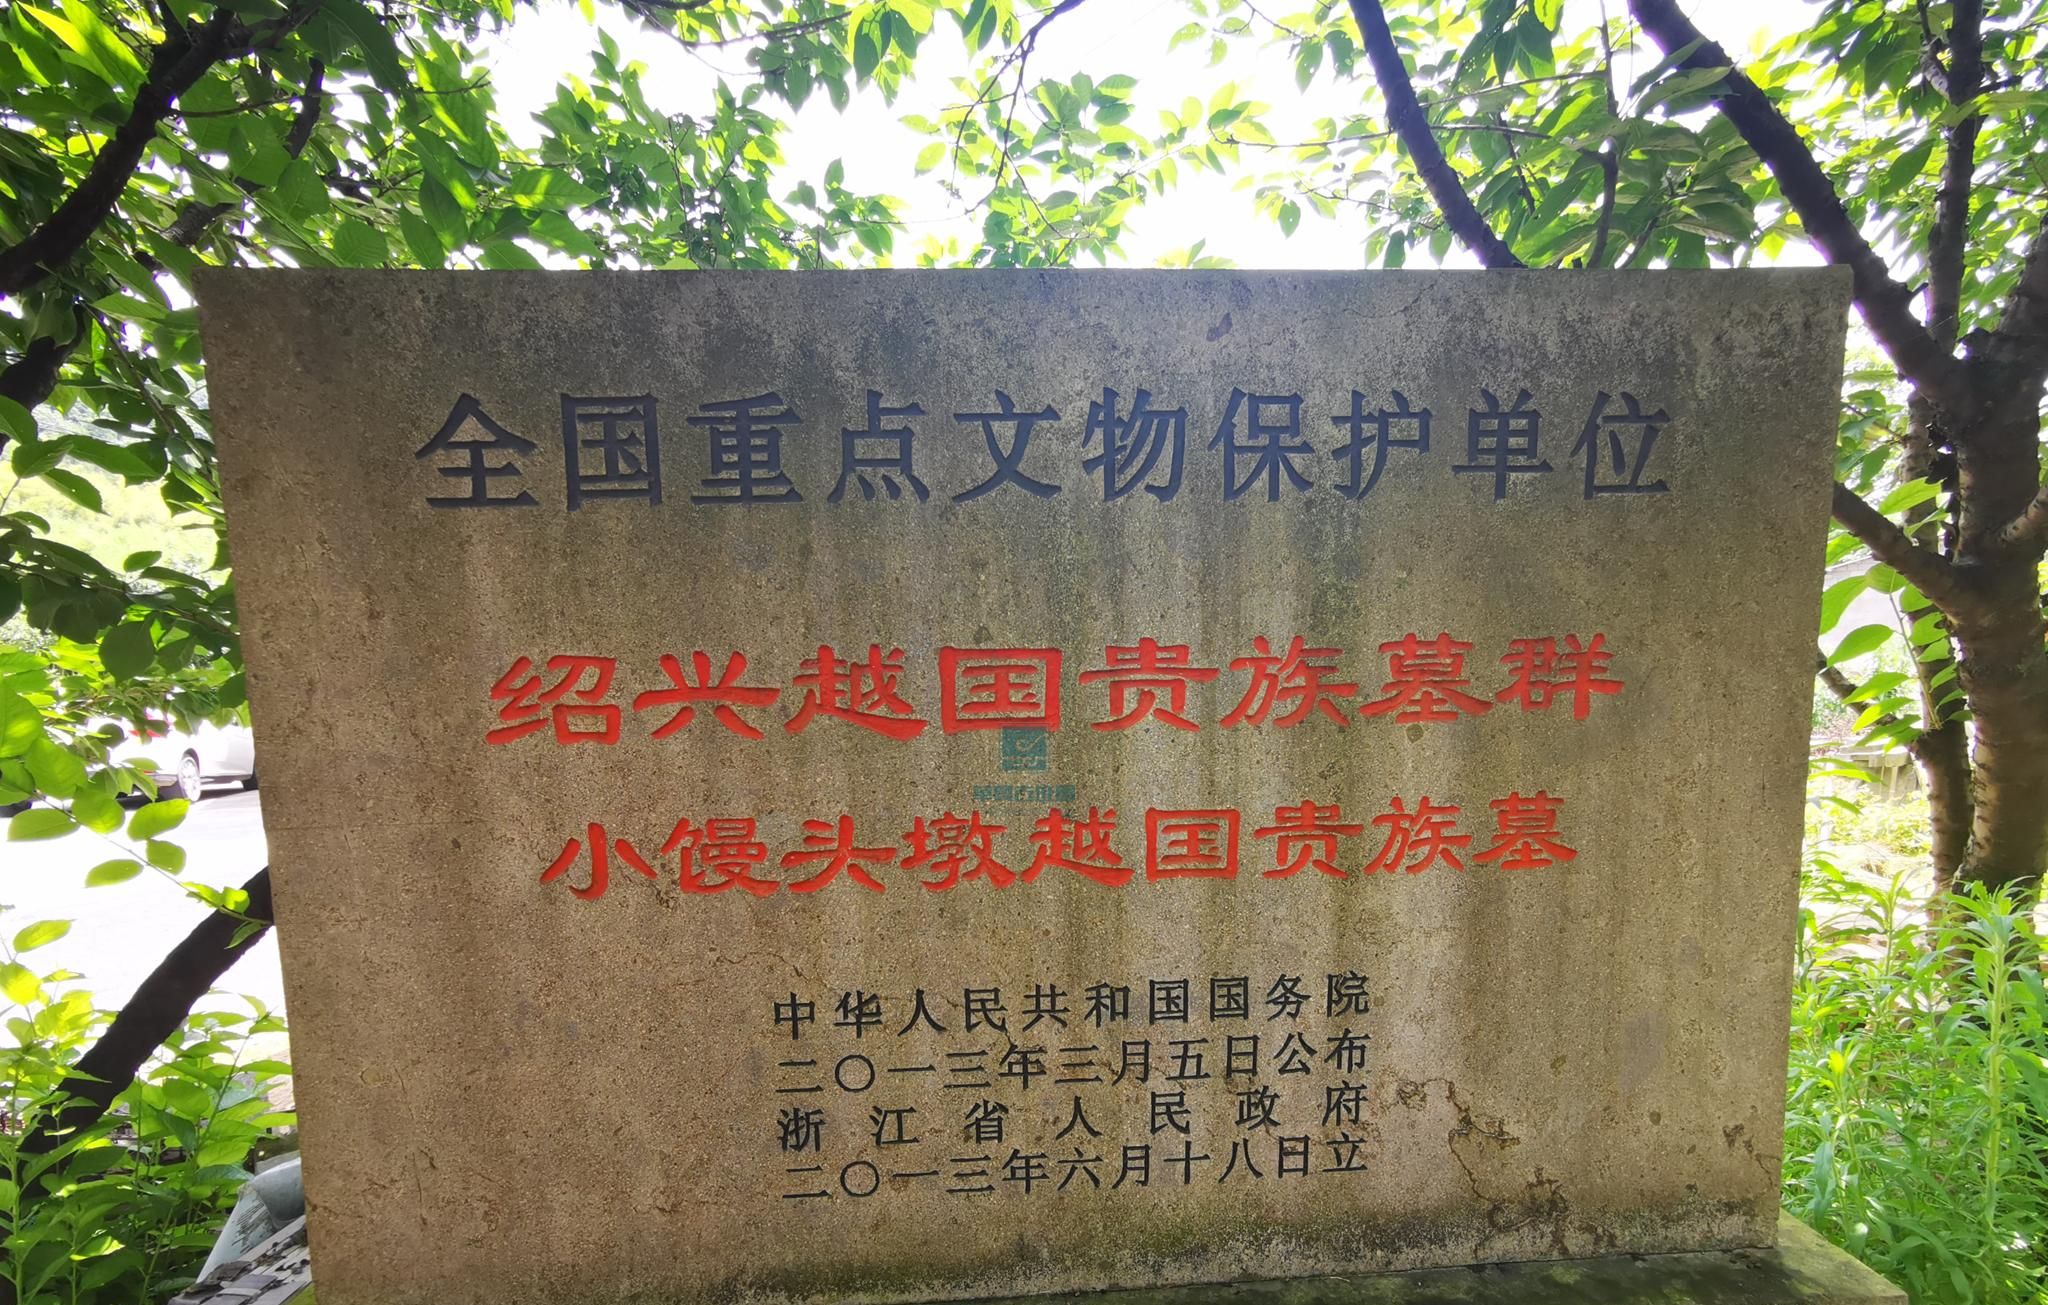 全国重点文物保护单位
绍兴越国贵族墓群
小馒头墩越国贵族墓
中华人民共和国国务院
二〇一三年三月五日公布
浙江省人民政府
二〇一三年六月十八日立